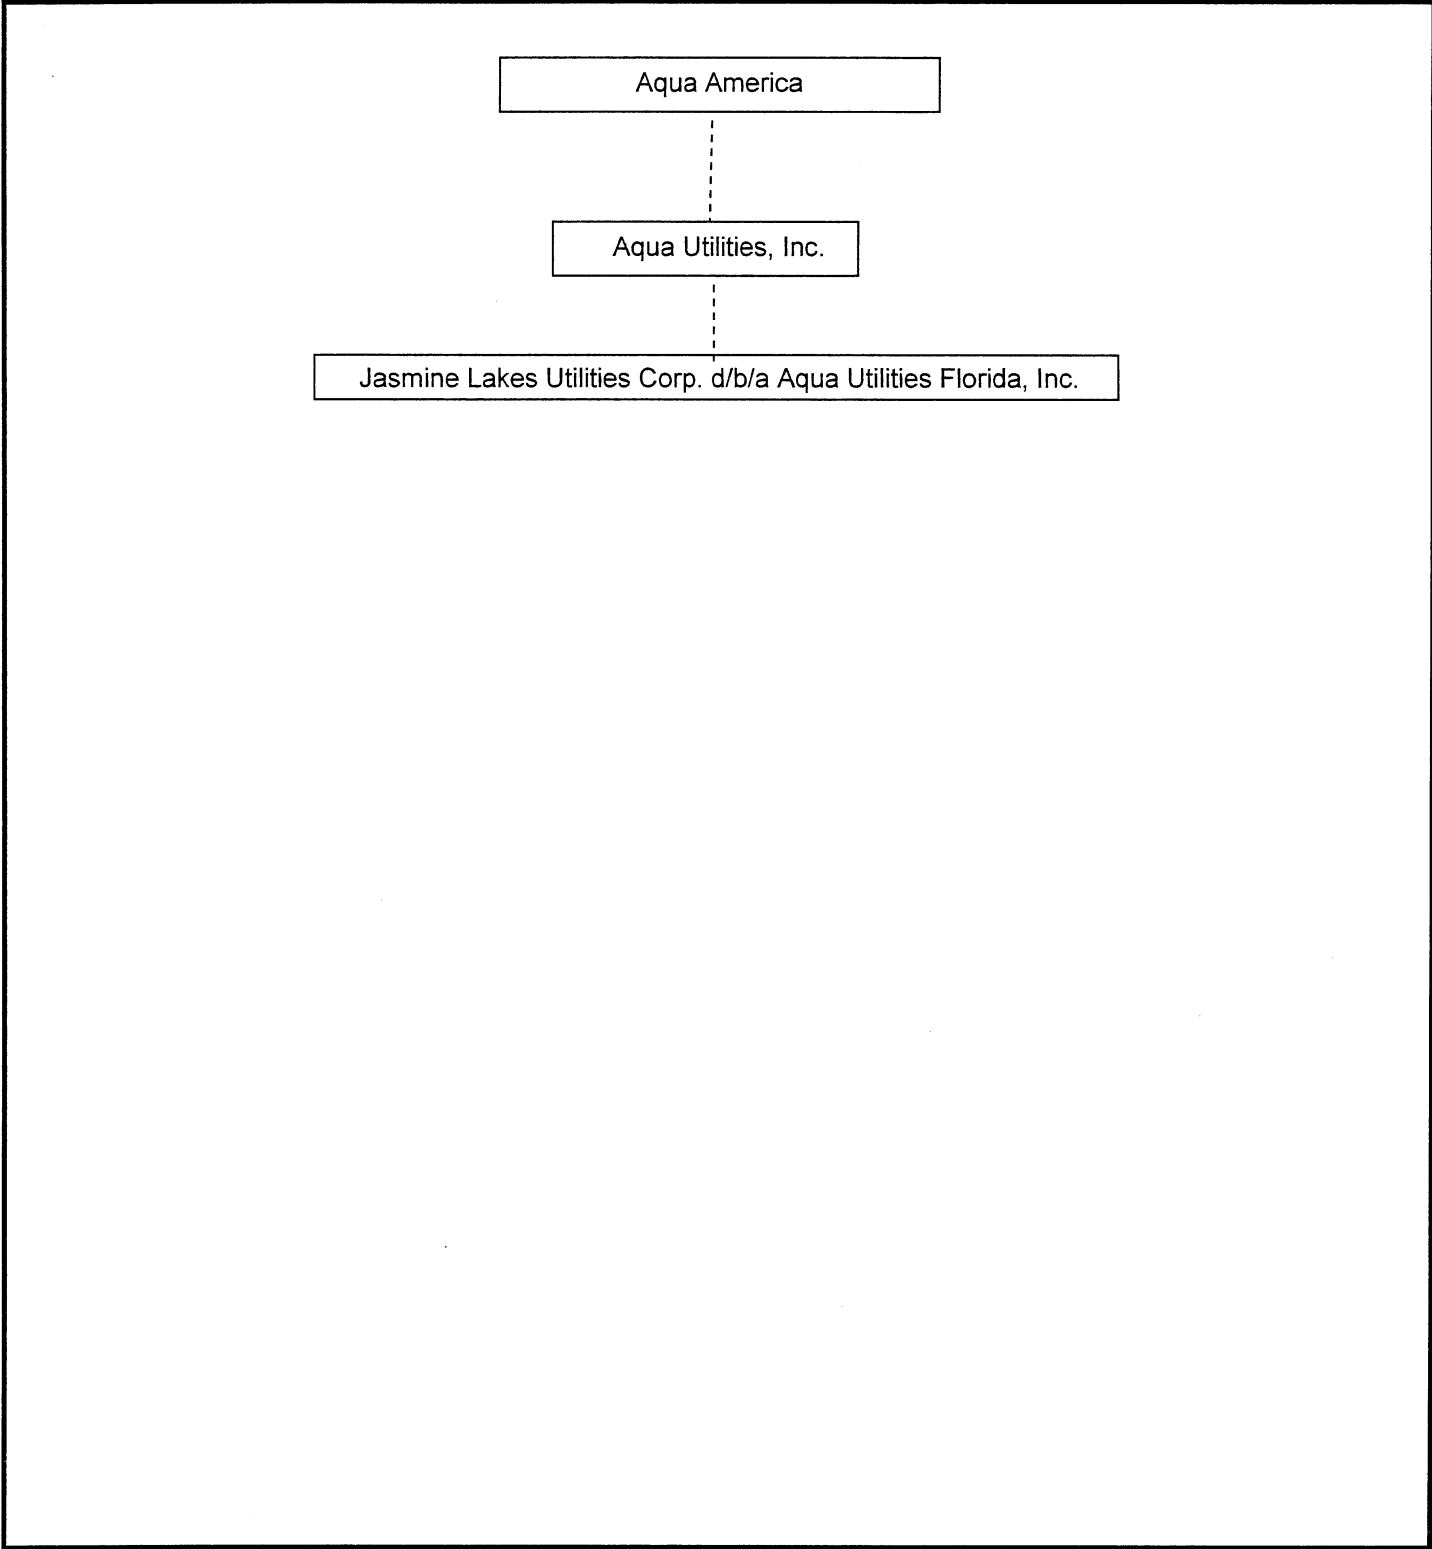 Aqua America
Aqua Utilities, Inc.
Jasmine Lakes Utilities Corp. d/b/a Aqua Utilities Florida, Inc.